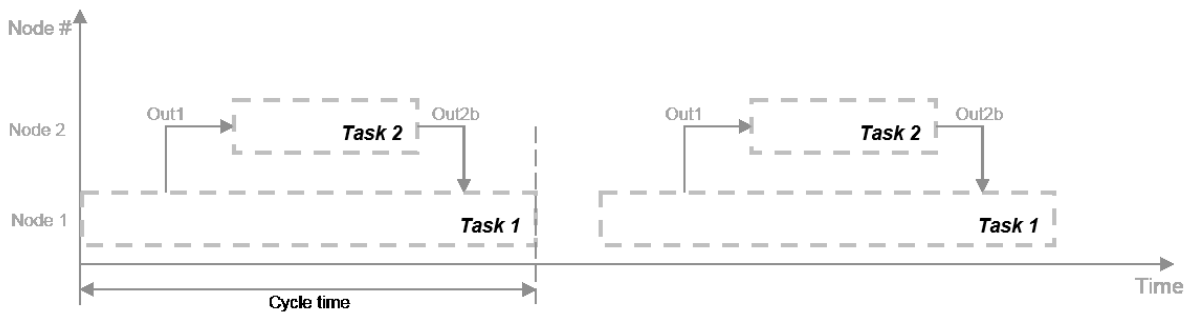 Node #
Out1
Out2b
Out1
Out2b
Node 2
Task 2
Task 2
Node 1
Task 1
Task 1
Time
Cycle time